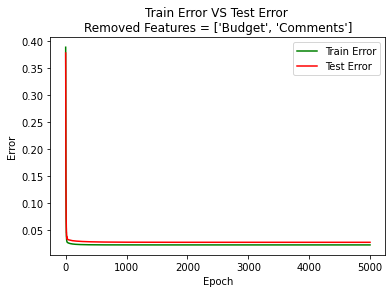 Train Error VS Test Error
Removed Features = ['Budget', 'Comments']
Train Error
Test Error
Error
0.40
0.35
0.30
0.25
0.20
0.15
0.10
0.05
0
1000
2000
3000
4000
5000
Epoch